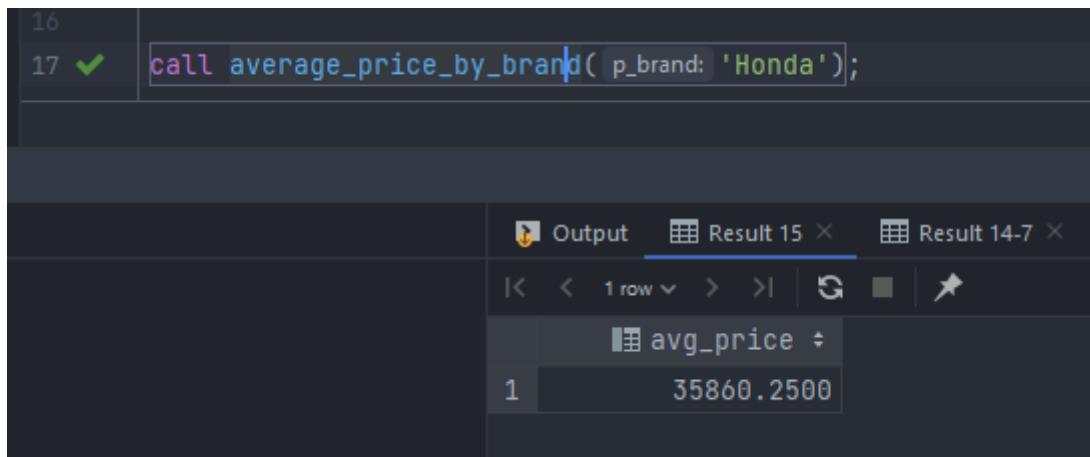 16
17 call average_price_by_brand( p_brand: 'Honda');
Output Result 15 Result 14-7
1 row
avg_price
1 35860.2500